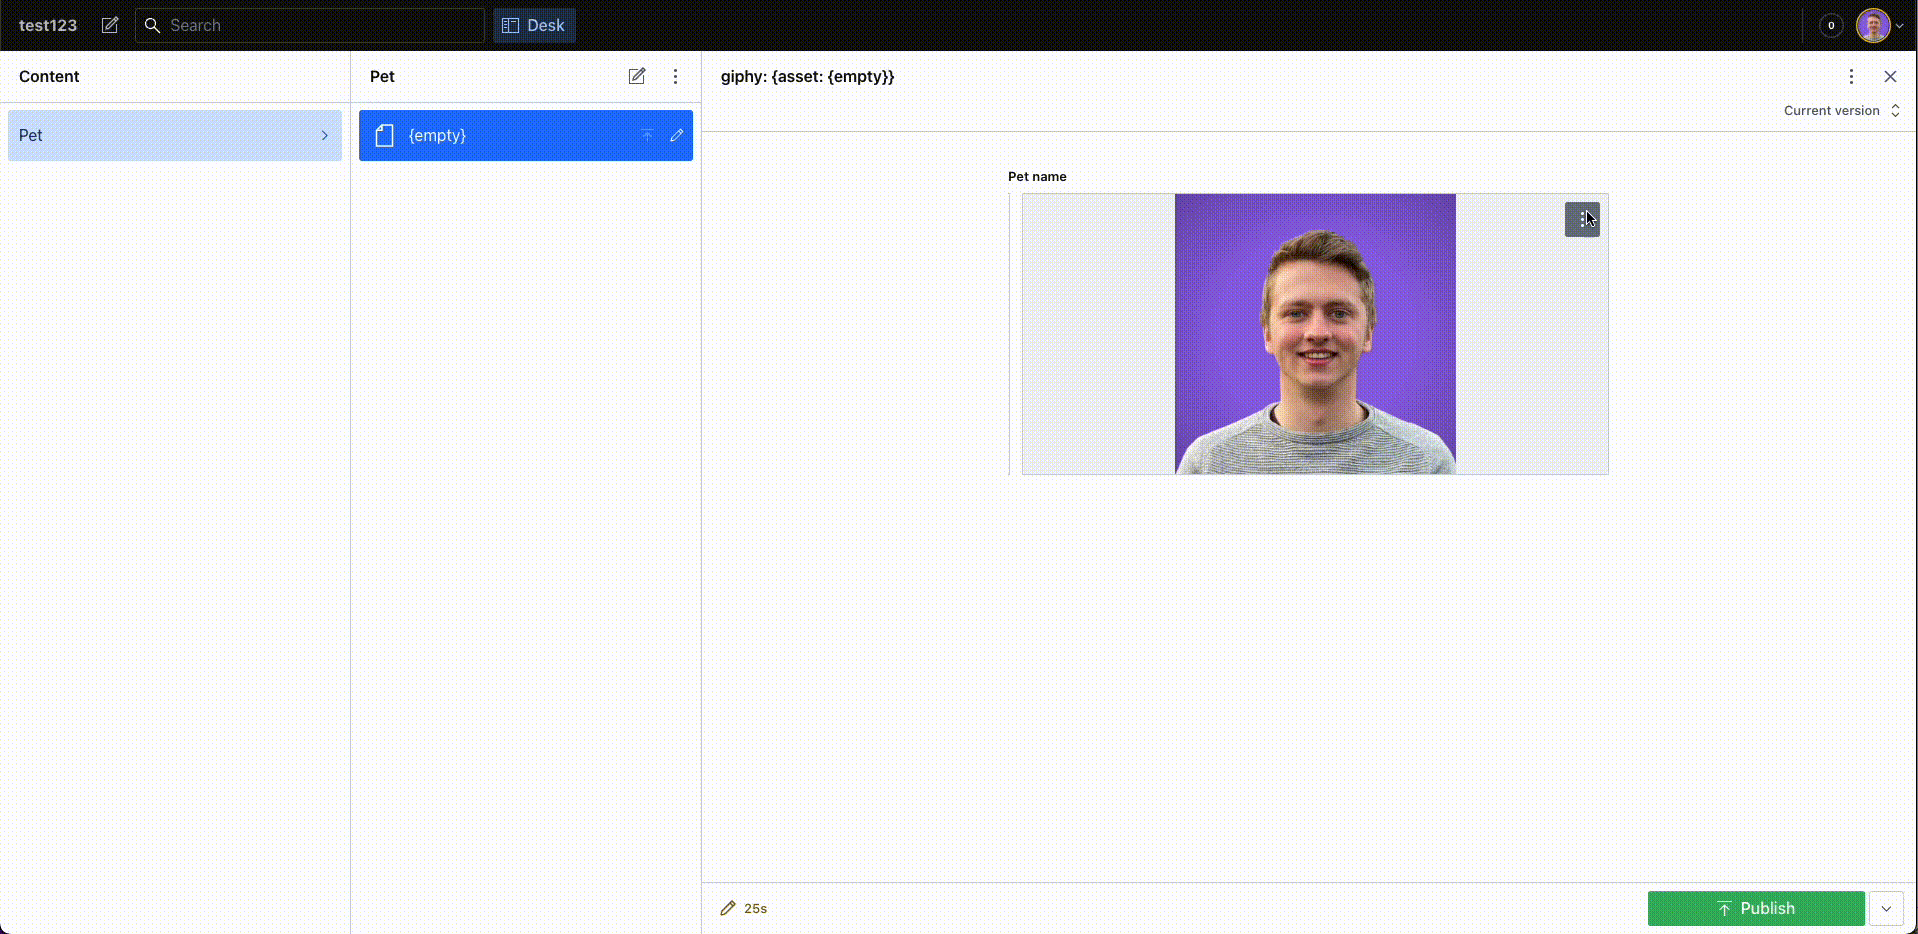 test123 Search Desk 0
Content
Pet
giphy: {asset: {empty}}
Current version
Pet
{empty}
Pet name
25s
Publish